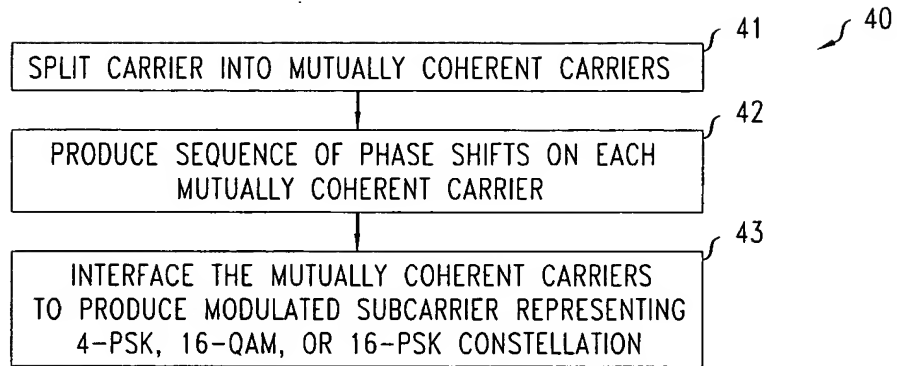 40
41
SPLIT CARRIER INTO MUTUALLY COHERENT CARRIERS
42
PRODUCE SEQUENCE OF PHASE SHIFTS ON EACH
MUTUALLY COHERENT CARRIER
43
INTERFACE THE MUTUALLY COHERENT CARRIERS
TO PRODUCE MODULATED SUBCARRIER REPRESENTING
4-PSK, 16-QAM, OR 16-PSK CONSTELLATION